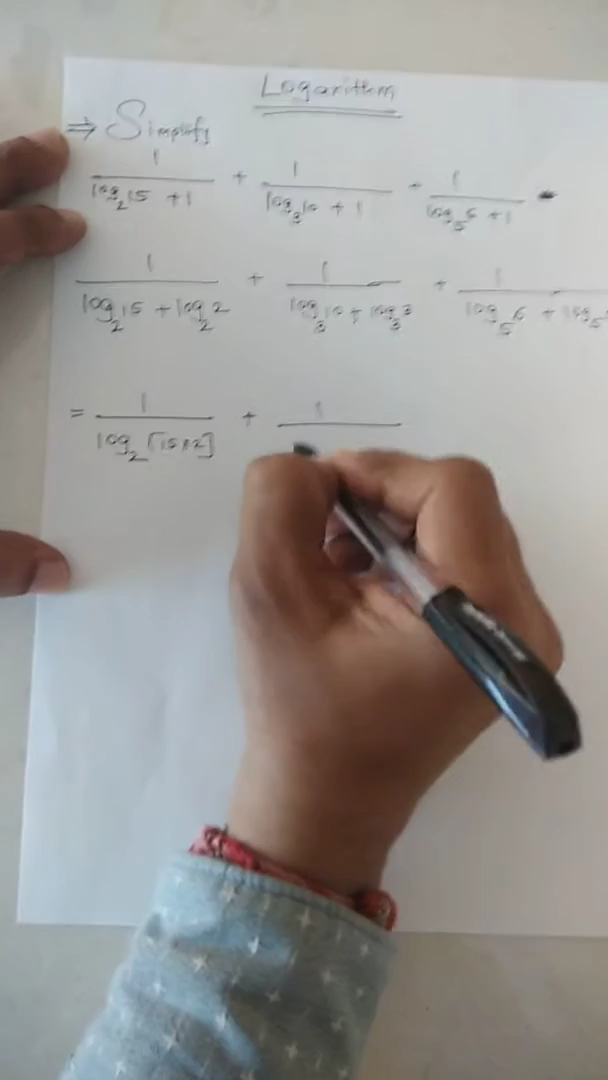 Logarithm
⇒ Simplify
1/(log₂15 + 1) + 1/(log₃10 + 1) + 1/(log₅6 + 1)
1/(log₂15 + log₂2) + 1/(log₃10 + log₃3) + 1/(log₅6 + log₅
= 1/(log₂[15×2]) + 1/